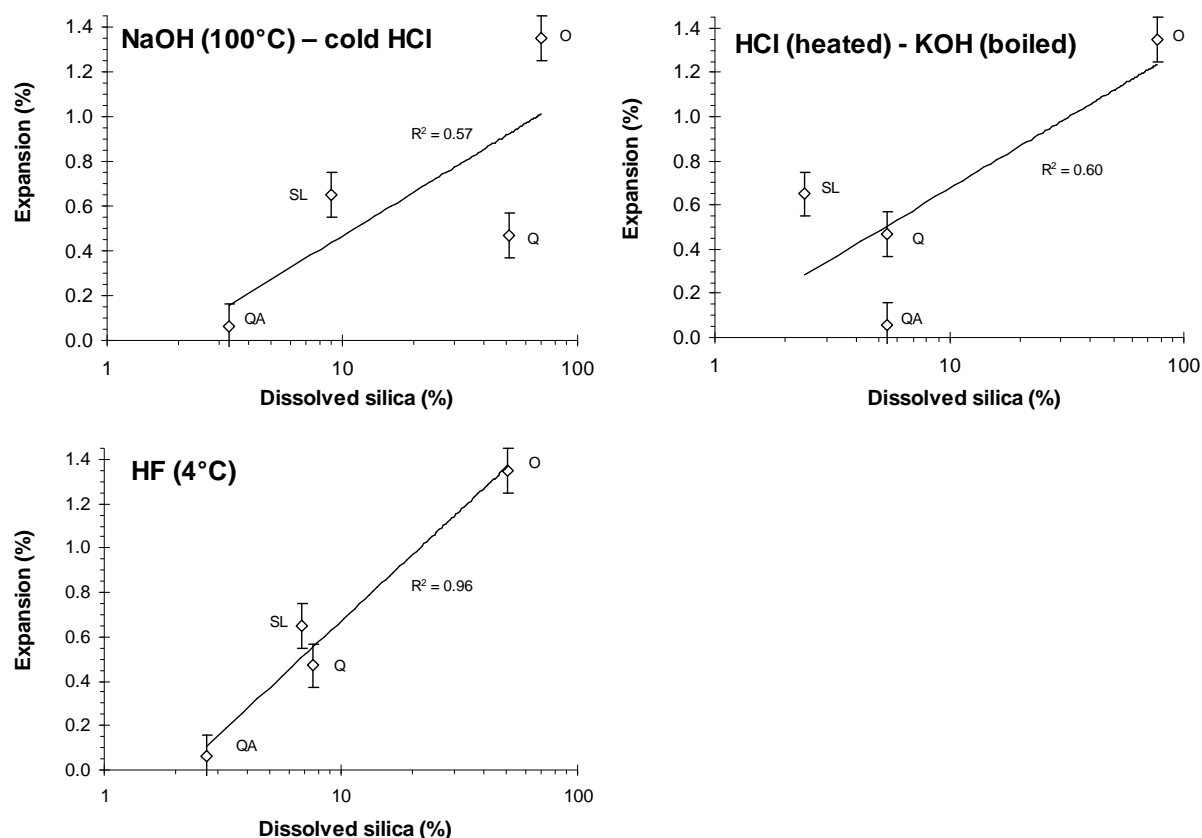 NaOH (100°C) – cold HCl
Expansion (%)
1.4
1.2
1.0
0.8
0.6
0.4
0.2
0.0
O
R² = 0.57
SL
Q
QA
1
10
100
Dissolved silica (%)
HCl (heated) - KOH (boiled)
Expansion (%)
1.4
1.2
1.0
0.8
0.6
0.4
0.2
0.0
O
R² = 0.60
SL
Q
QA
1
10
100
Dissolved silica (%)
HF (4°C)
Expansion (%)
1.4
1.2
1.0
0.8
0.6
0.4
0.2
0.0
O
R² = 0.96
SL
Q
QA
1
10
100
Dissolved silica (%)